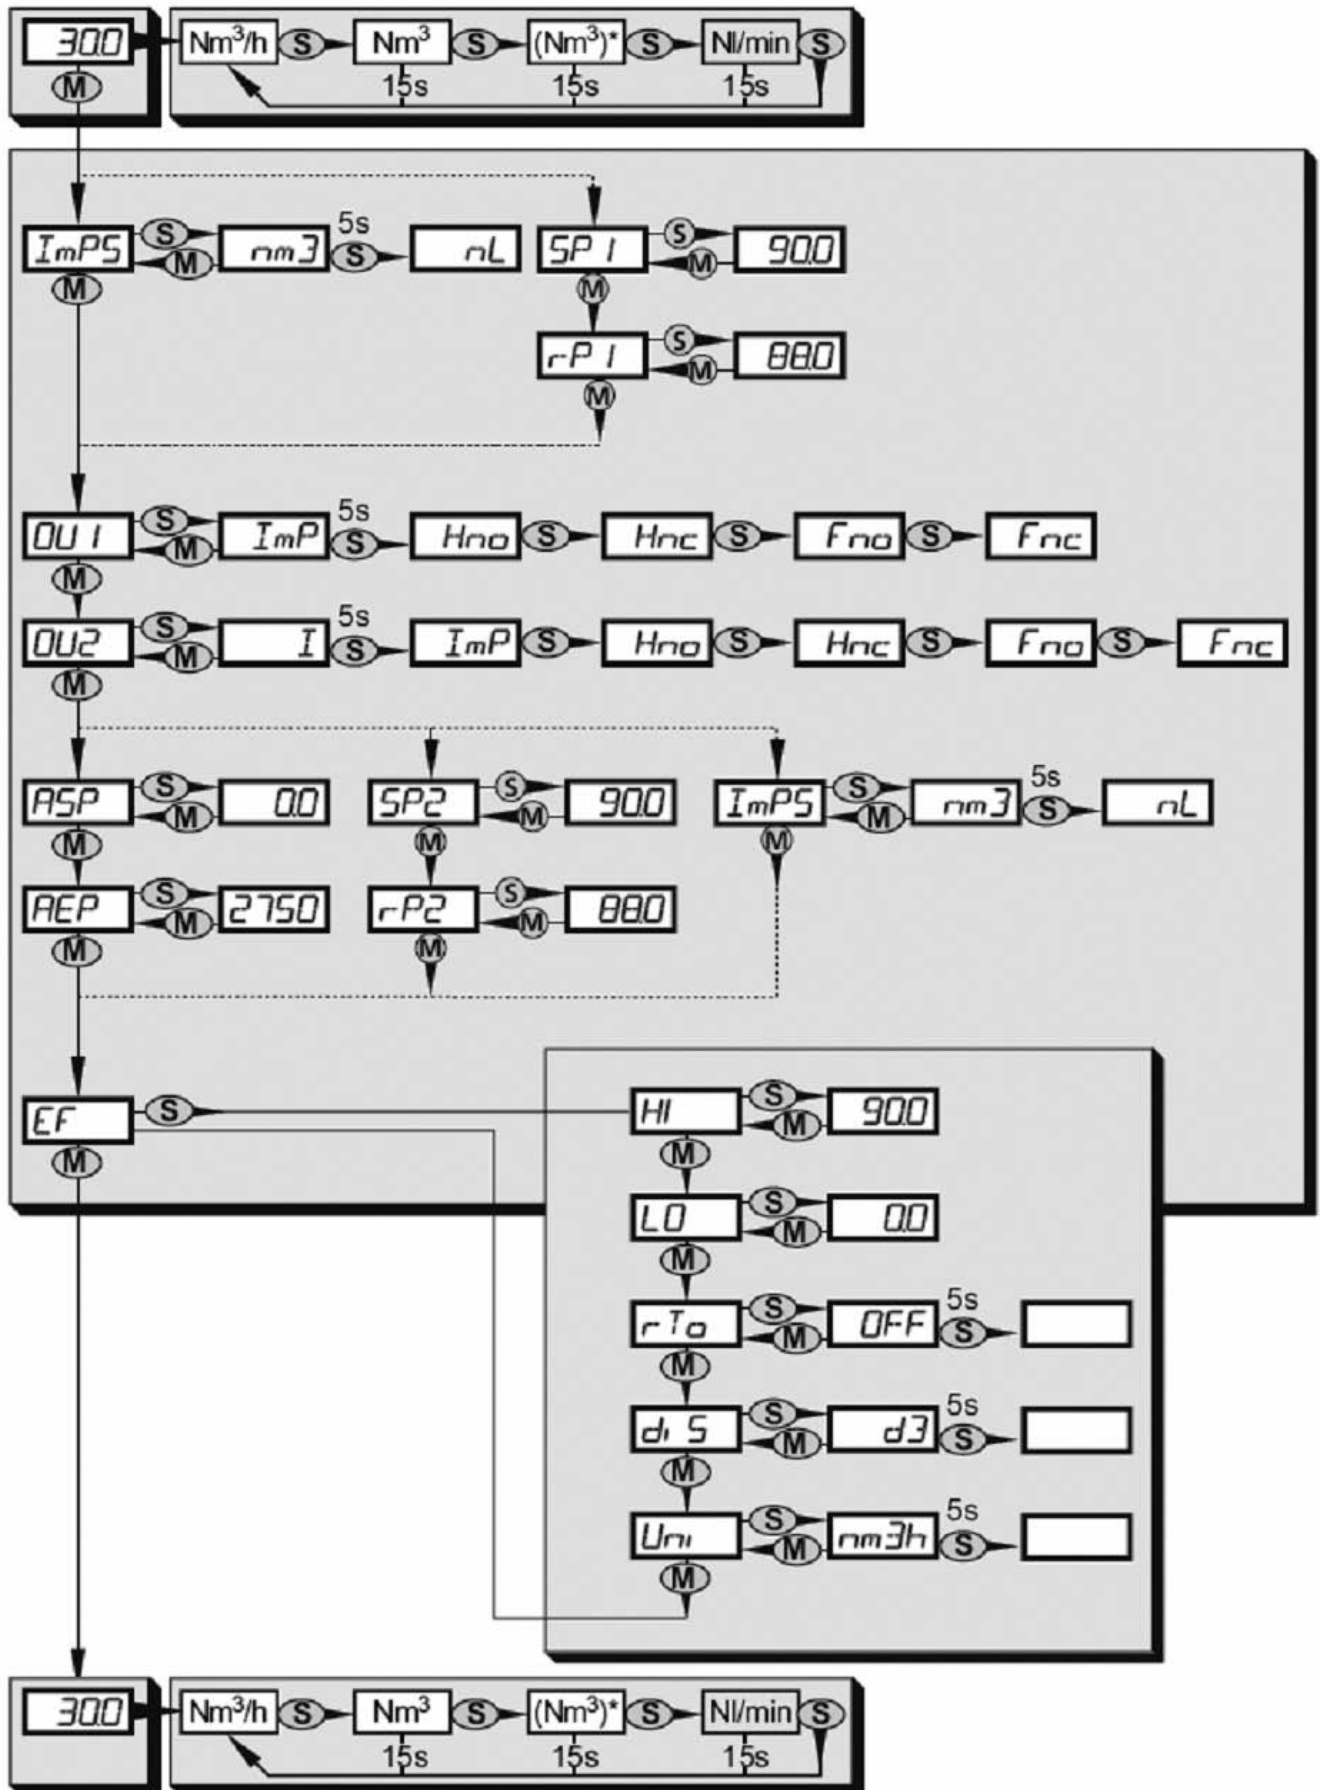 30.0 Nm³/h S Nm³ S (Nm³)* S Nl/min S
M 15s 15s 15s
ImPS S M nm3 5s S nL SP1 S M 90.0
M M
rP1 S M 88.0
M
OU1 S M ImP 5s S Hno S Hnc S Fno S Fnc
M
OU2 S M I 5s S ImP S Hno S Hnc S Fno S Fnc
M
ASP S M 0.0 SP2 S M 90.0 ImPS S M nm3 5s S nL
M M M
AEP S M 2750 rP2 S M 88.0
M M
EF S HI S M 90.0
M M
LO S M 0.0
M
rTo S M OFF 5s S
M
diS S M d3 5s S
M
Uni S M nm3h 5s S
M
30.0 Nm³/h S Nm³ S (Nm³)* S Nl/min S
15s 15s 15s